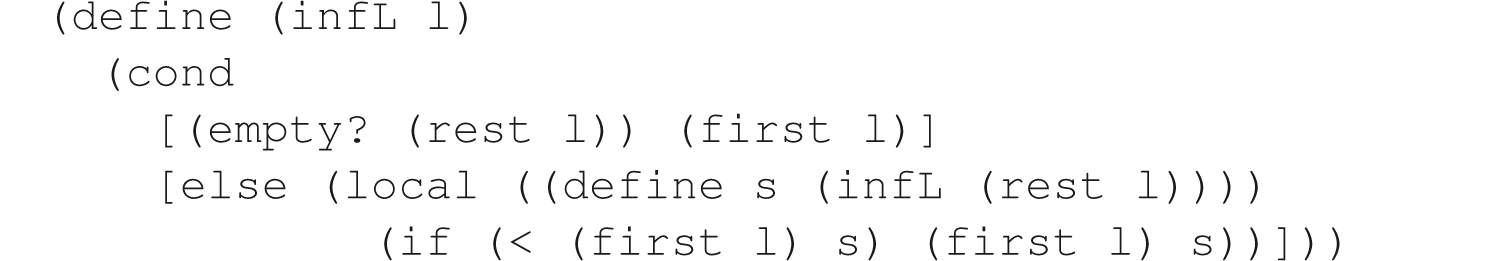 (define (infL l)
(cond
[(empty? (rest l)) (first l)]
[else (local ((define s (infL (rest l))))
(if (< (first l) s) (first l) s))]))